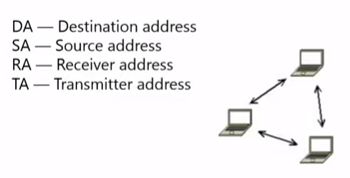 DA — Destination address
SA — Source address
RA — Receiver address
TA — Transmitter address